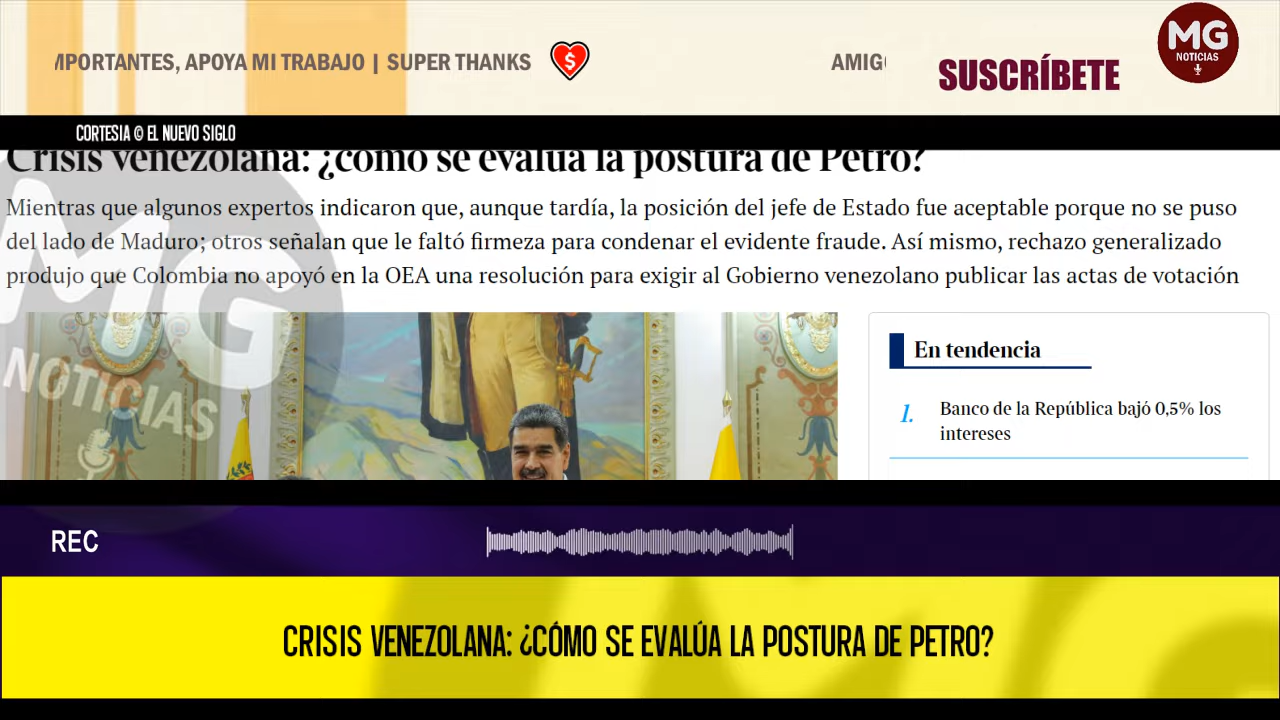 MPORTANTES, APOYA MI TRABAJO | SUPER THANKS
AMIG
SUSCRÍBETE
MG
NOTICIAS
CORTESIA © EL NUEVO SIGLO
Crisis venezolana: ¿cómo se evalúa la postura de Petro?
Mientras que algunos expertos indicaron que, aunque tardía, la posición del jefe de Estado fue aceptable porque no se puso
del lado de Maduro; otros señalan que le faltó firmeza para condenar el evidente fraude. Así mismo, rechazo generalizado
produjo que Colombia no apoyó en la OEA una resolución para exigir al Gobierno venezolano publicar las actas de votación
MG
NOTICIAS
En tendencia
1.
Banco de la República bajó 0,5% los
intereses
REC
CRISIS VENEZOLANA: ¿CÓMO SE EVALÚA LA POSTURA DE PETRO?